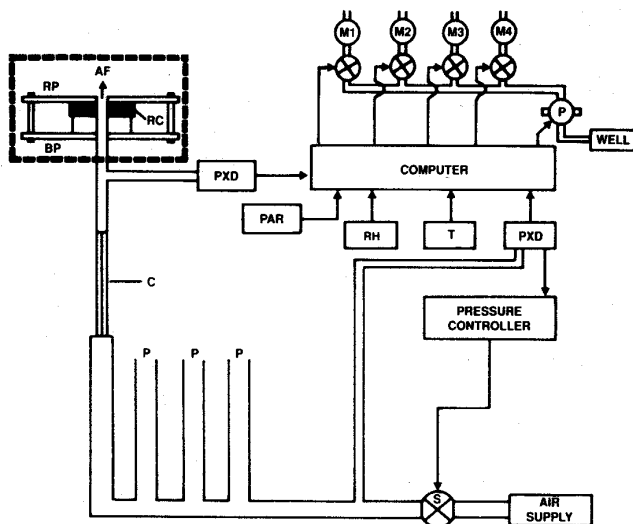 M1 M2 M3 M4
AF
RP
RC
P
BP
WELL
COMPUTER
PXD
PAR
RH
T
PXD
C
PRESSURE
CONTROLLER
P P P
S
AIR
SUPPLY